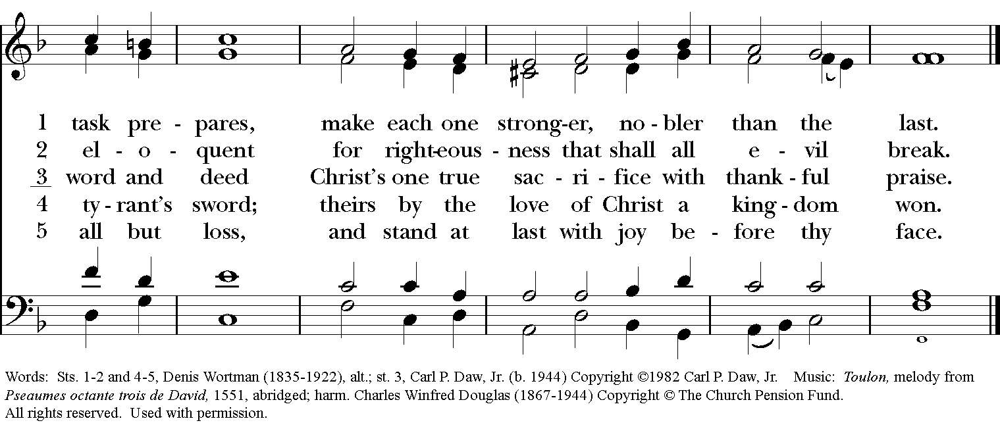 1 task pre - pares, make each one strong-er, no - bler than the last.
2 el - o - quent for right-eous - ness that shall all e - vil break.
3 word and deed Christ's one true sac - ri - fice with thank - ful praise.
4 ty - rant's sword; theirs by the love of Christ a king - dom won.
5 all but loss, and stand at last with joy be - fore thy face.
Words: Sts. 1-2 and 4-5, Denis Wortman (1835-1922), alt.; st. 3, Carl P. Daw, Jr. (b. 1944) Copyright ©1982 Carl P. Daw, Jr. Music: Toulon, melody from
Pseaumes octante trois de David, 1551, abridged; harm. Charles Winfred Douglas (1867-1944) Copyright © The Church Pension Fund.
All rights reserved. Used with permission.